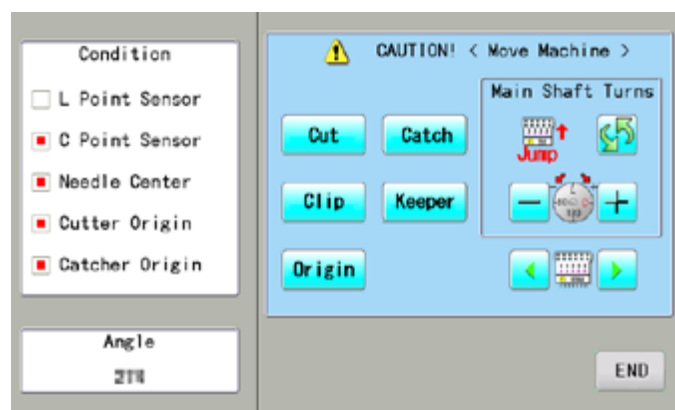 Condition
L Point Sensor
C Point Sensor
Needle Center
Cutter Origin
Catcher Origin
Angle
CAUTION! < Move Machine >
Main Shaft Turns
Cut
Catch
Jump
Clip
Keeper
Origin
END